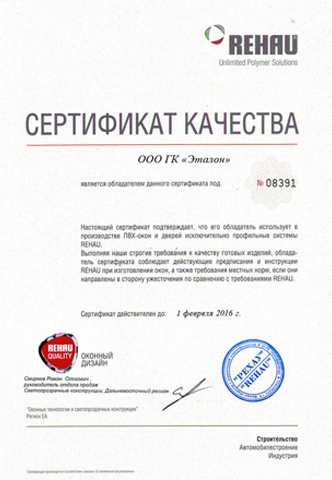 REHAU
Unlimited Polymer Solutions
СЕРТИФИКАТ КАЧЕСТВА
ООО ГК «Эталон»
является обладателем данного сертификата под
№ 08391
Настоящий сертификат подтверждает, что его обладатель использует в
производстве ПВХ-окон и дверей исключительно профильные системы
REHAU.
Выполняя наши строгие требования к качеству готовых изделий, облада-
тель сертификата соблюдает действующие предписания и инструкции
REHAU при изготовлении окон, а также требования местных норм, если они
направлены в сторону ужесточения по сравнению с требованиями REHAU.
Сертификат действителен до: 1 февраля 2016 г.
REHAU
QUALITY
ОКОННЫЙ
ДИЗАЙН
"РЕХАУ"
"REHAU"
Смирнов Роман Олегович,
руководитель отдела продаж
Светопрозрачные конструкции, Дальневосточный регион
"Оконные технологии и светопрозрачные конструкции"
Регион ЕА
Строительство
Автомобилестроение
Индустрия